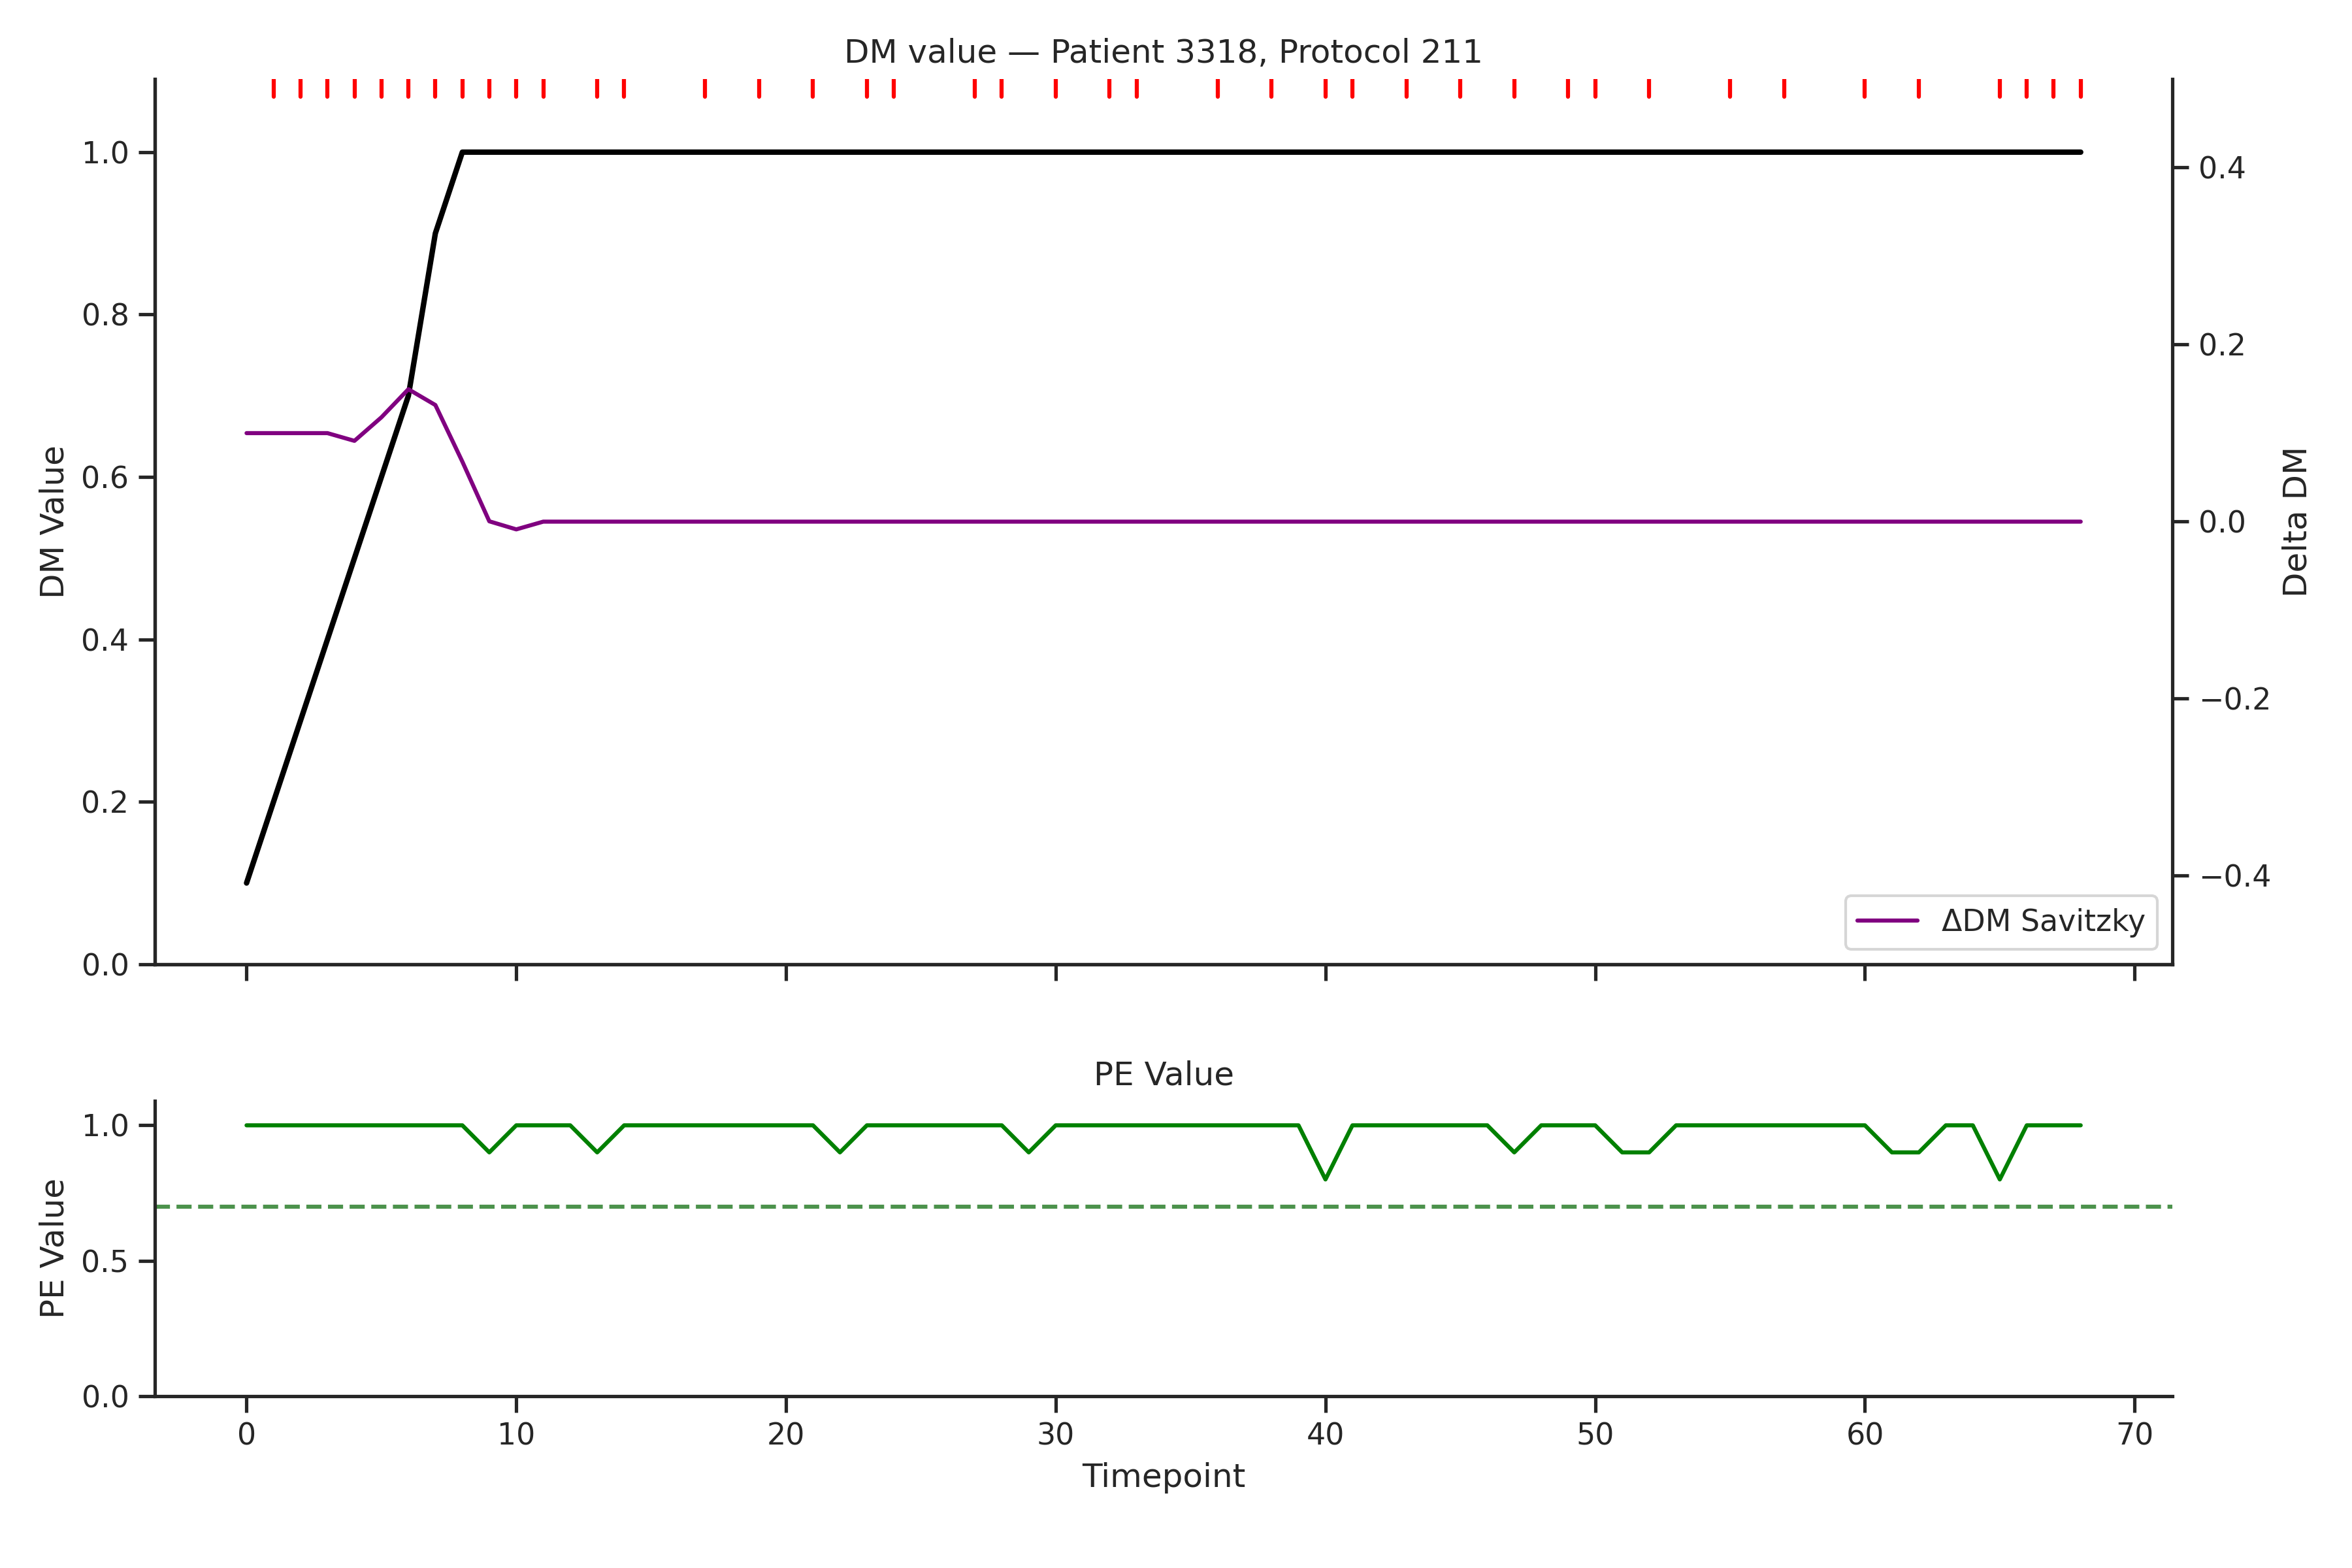 DM value — Patient 3318, Protocol 211
1.0
0.8
0.6
0.4
0.2
0.0
DM Value
0.4
0.2
0.0
−0.2
−0.4
Delta DM
ΔDM Savitzky
PE Value
1.0
0.5
0.0
PE Value
0 10 20 30 40 50 60 70
Timepoint